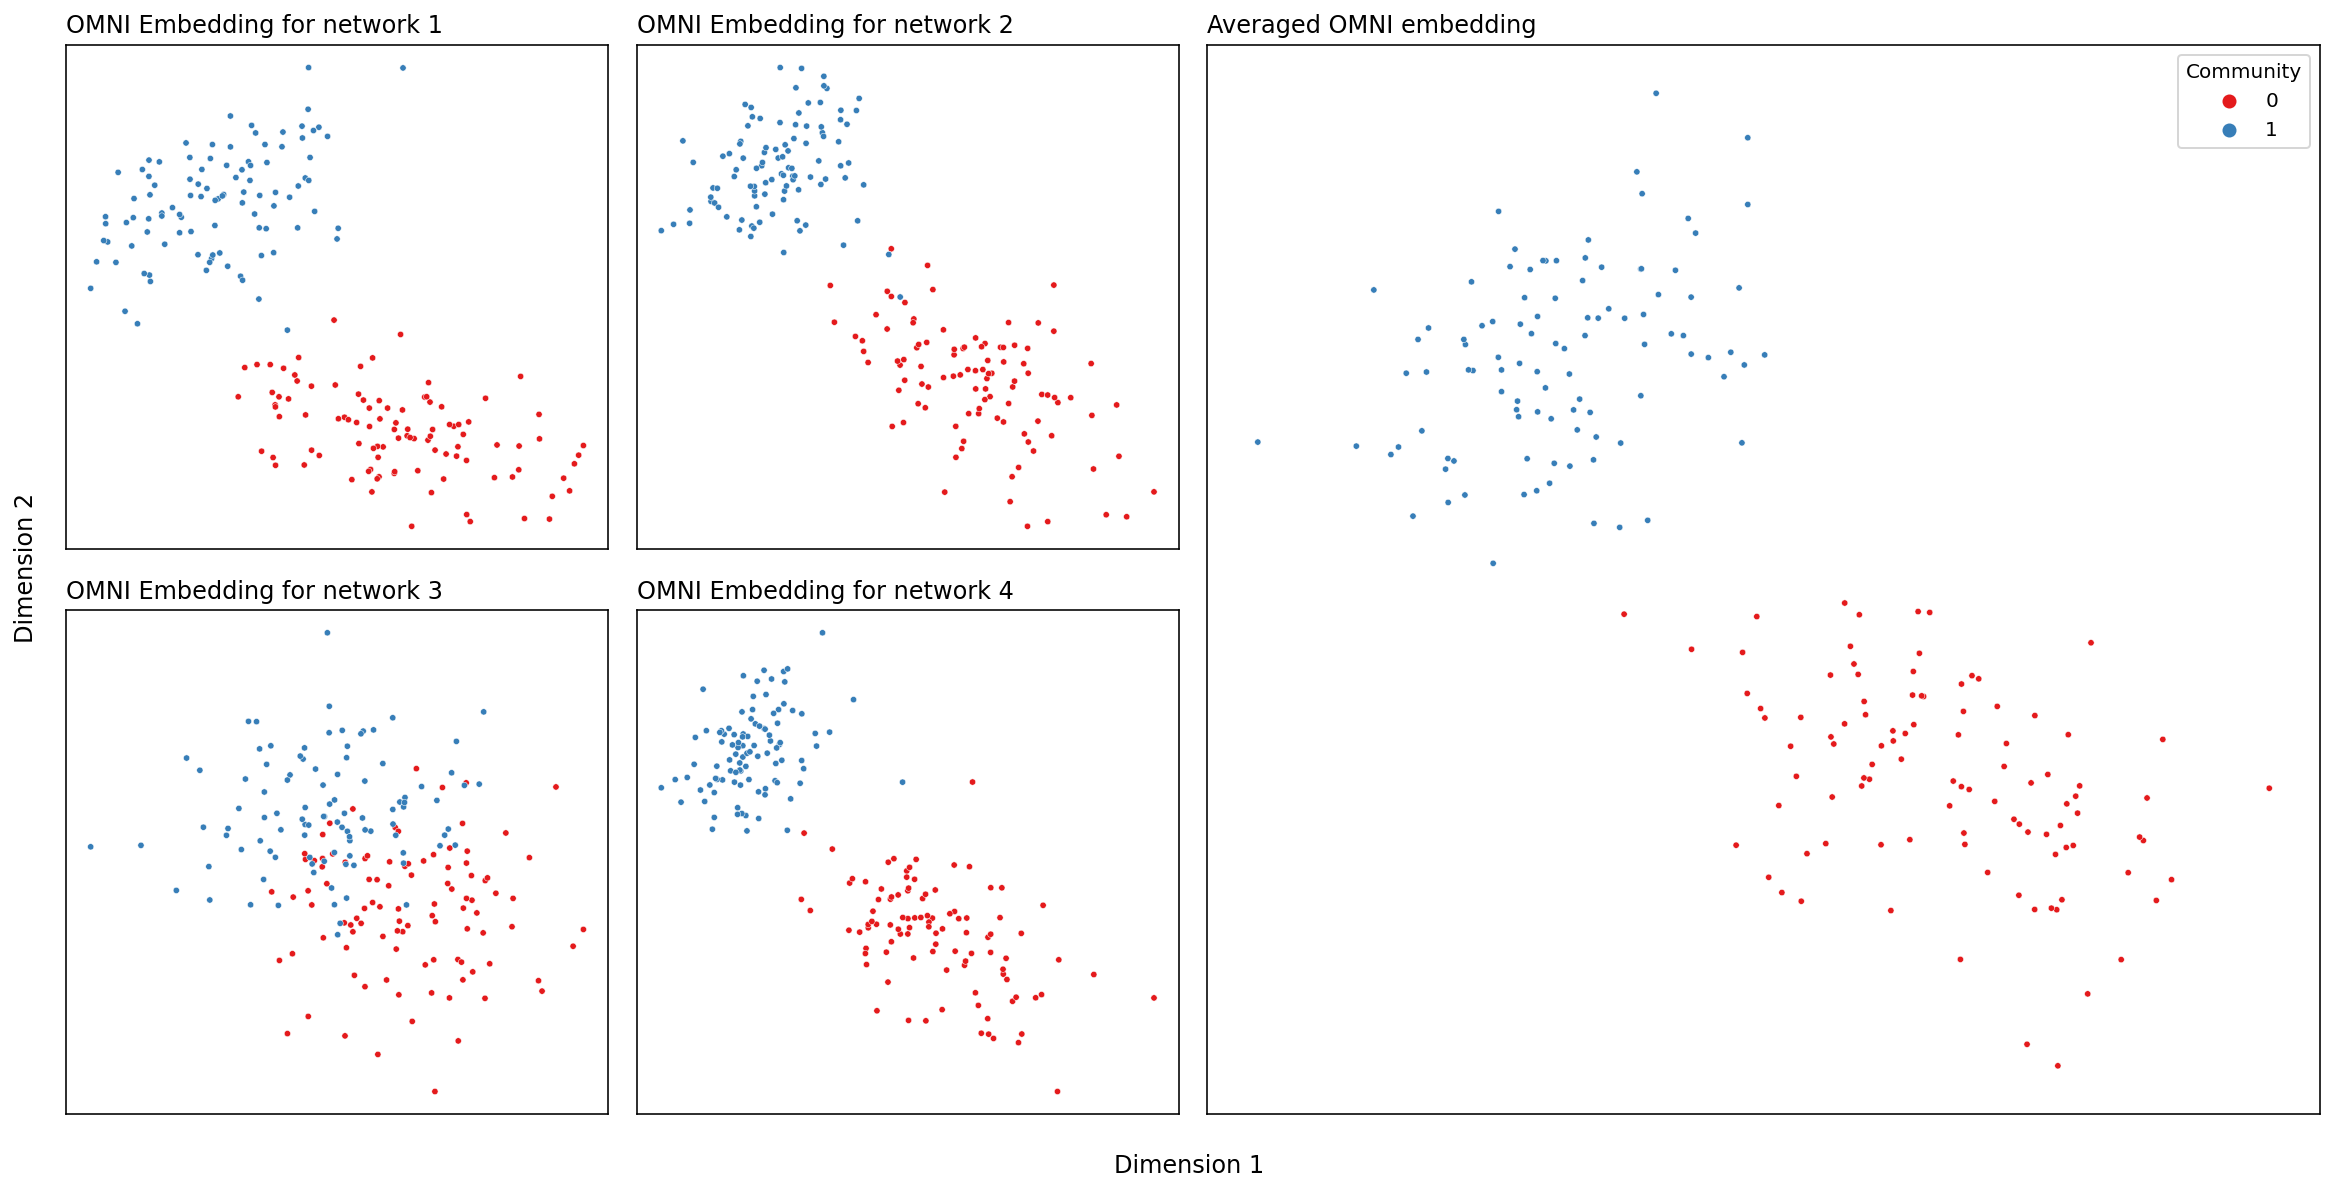 OMNI Embedding for network 1
OMNI Embedding for network 2
Averaged OMNI embedding
Community
0
1
Dimension 2
OMNI Embedding for network 3
OMNI Embedding for network 4
Dimension 1